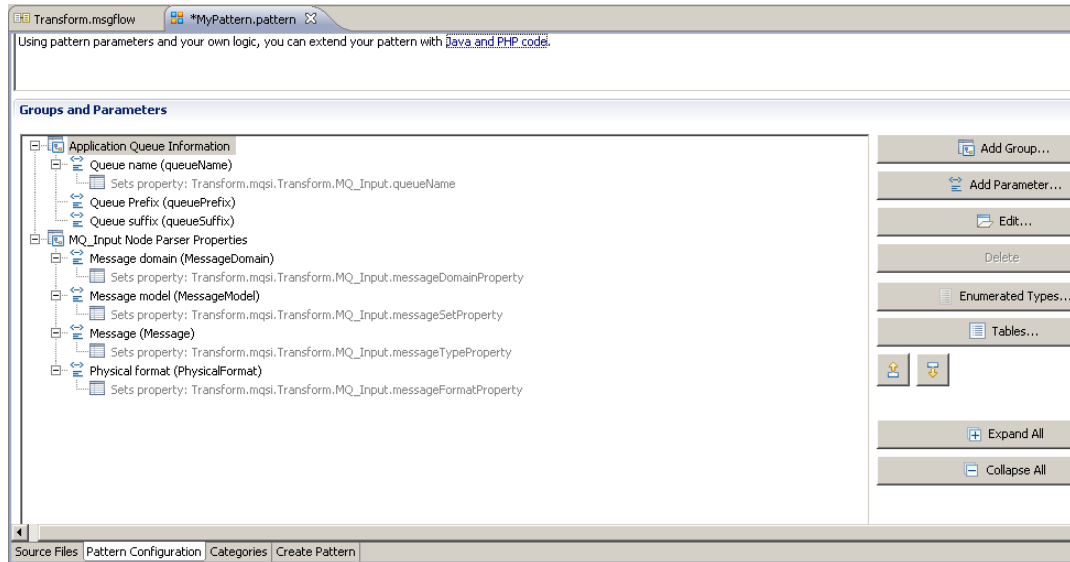 Transform.msgflow
*MyPattern.pattern
Using pattern parameters and your own logic, you can extend your pattern with Java and PHP code.
Groups and Parameters
Application Queue Information
Queue name (queueName)
Sets property: Transform.mqsi.Transform.MQ_Input.queueName
Queue Prefix (queuePrefix)
Queue suffix (queueSuffix)
MQ_Input Node Parser Properties
Message domain (MessageDomain)
Sets property: Transform.mqsi.Transform.MQ_Input.messageDomainProperty
Message model (MessageModel)
Sets property: Transform.mqsi.Transform.MQ_Input.messageSetProperty
Message (Message)
Sets property: Transform.mqsi.Transform.MQ_Input.messageTypeProperty
Physical format (PhysicalFormat)
Sets property: Transform.mqsi.Transform.MQ_Input.messageFormatProperty
Add Group...
Add Parameter...
Edit...
Delete
Enumerated Types...
Tables...
Expand All
Collapse All
Source Files Pattern Configuration Categories Create Pattern